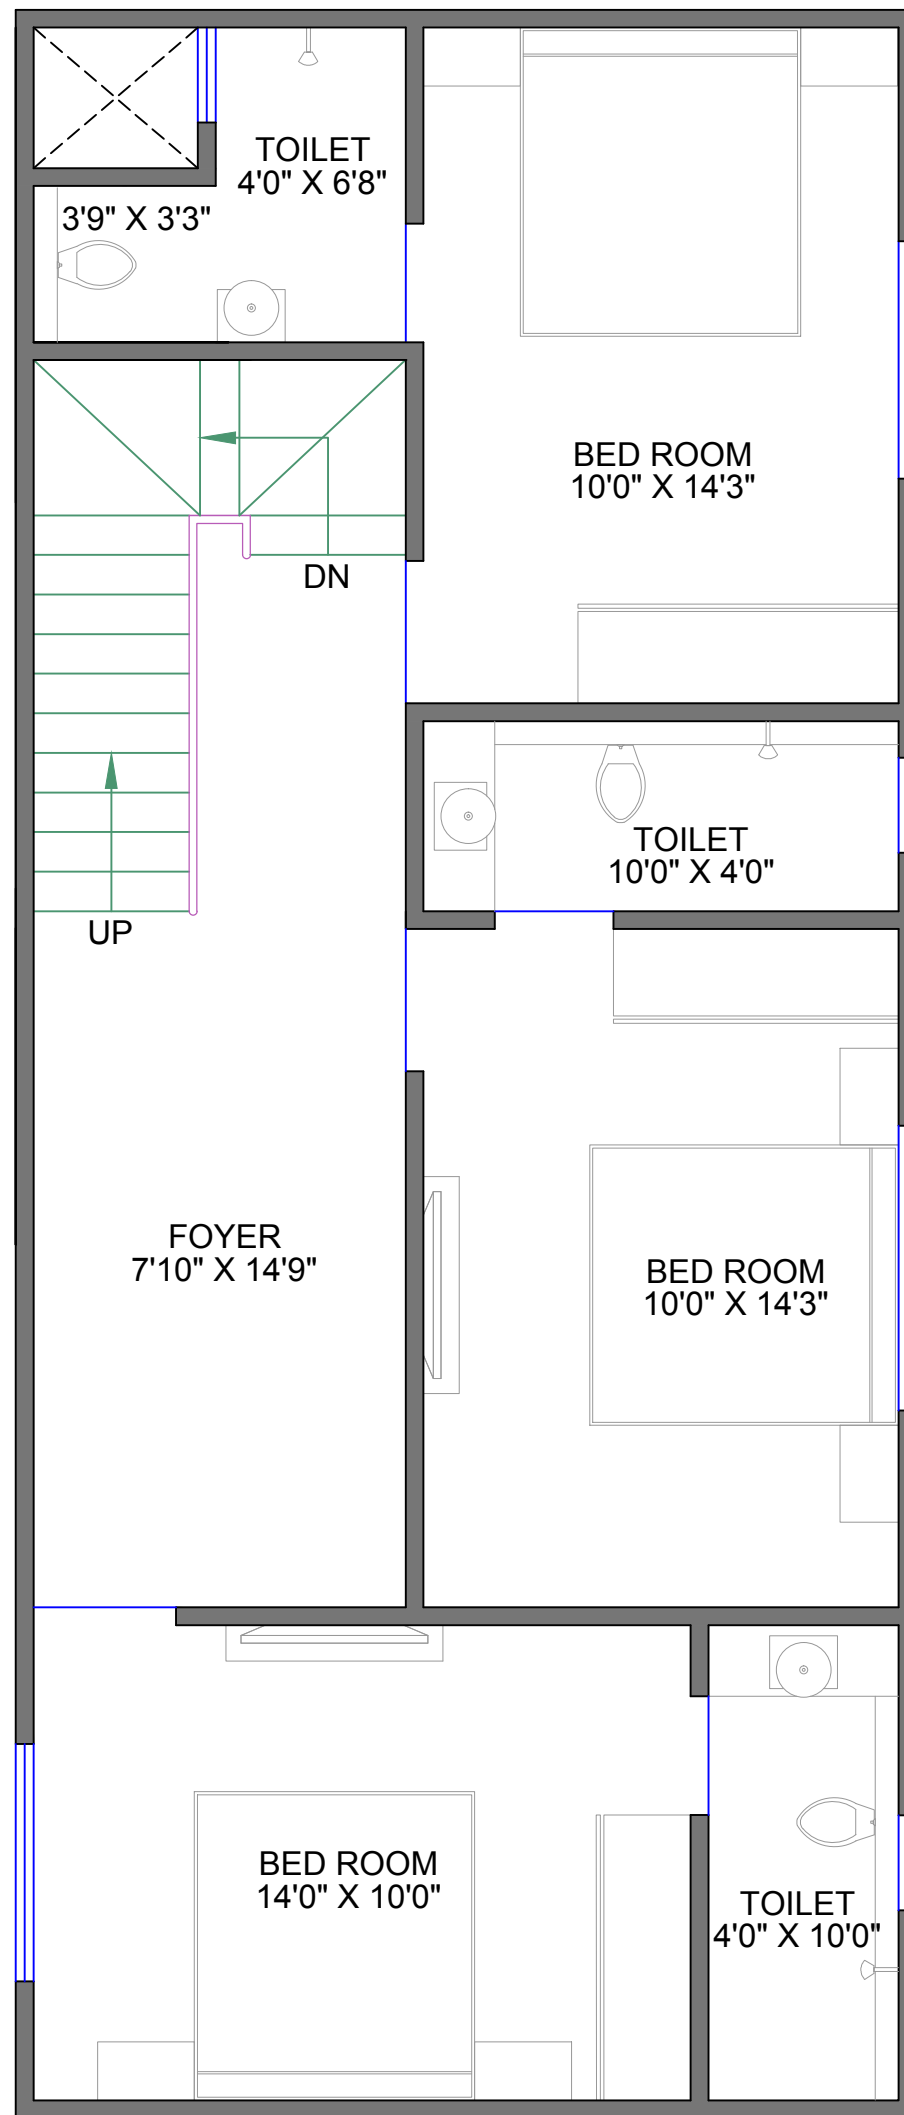 TOILET
4'0" X 6'8"
3'9" X 3'3"
BED ROOM
10'0" X 14'3"
DN
TOILET
10'0" X 4'0"
UP
FOYER
7'10" X 14'9"
BED ROOM
10'0" X 14'3"
BED ROOM
14'0" X 10'0"
TOILET
4'0" X 10'0"